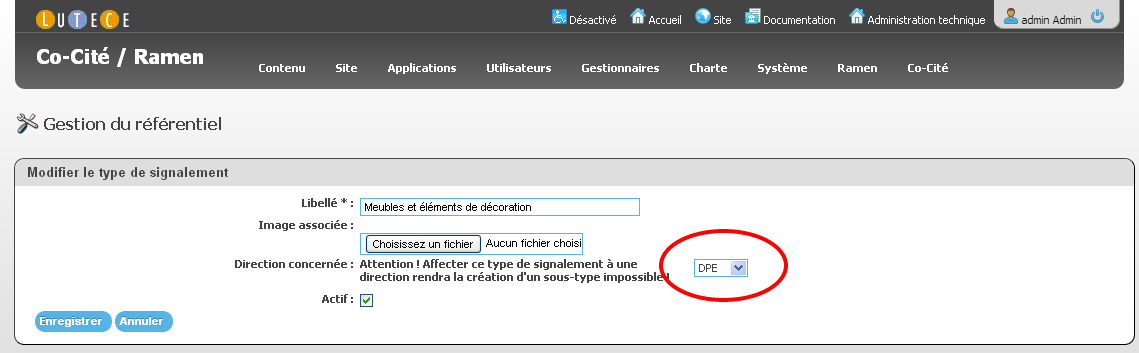 LUTECE
Désactivé Accueil Site Documentation Administration technique admin Admin
Co-Cité / Ramen
Contenu Site Applications Utilisateurs Gestionnaires Charte Système Ramen Co-Cité
Gestion du référentiel
Modifier le type de signalement
Libellé * : Meubles et éléments de décoration
Image associée :
Choisissez un fichier Aucun fichier choisi
Direction concernée : Attention ! Affecter ce type de signalement à une DPE
direction rendra la création d'un sous-type impossible !
Actif :
Enregistrer Annuler